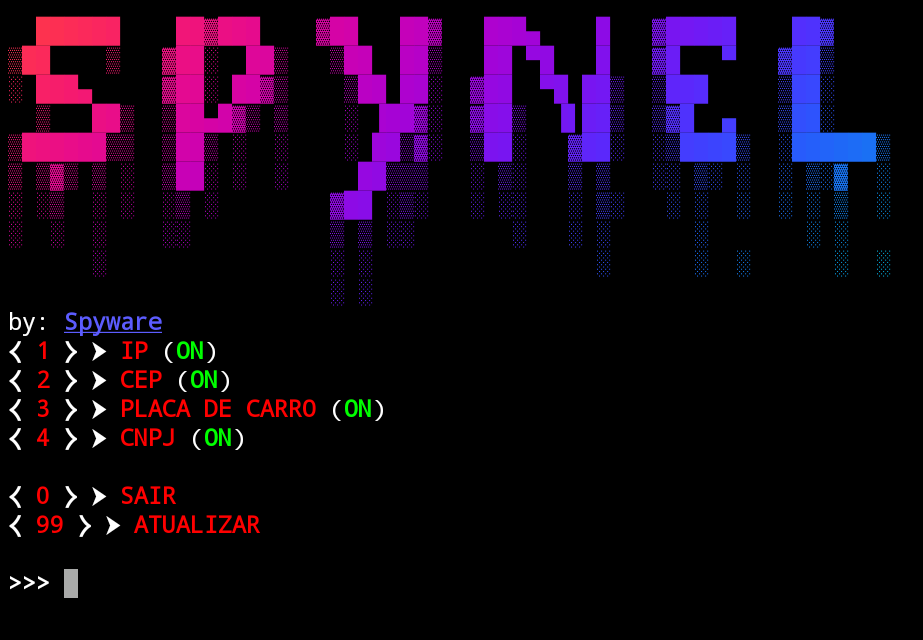 SPYNEL
by: Spyware
⧼ 1 ⧽ ➤ IP (ON)
⧼ 2 ⧽ ➤ CEP (ON)
⧼ 3 ⧽ ➤ PLACA DE CARRO (ON)
⧼ 4 ⧽ ➤ CNPJ (ON)
⧼ 0 ⧽ ➤ SAIR
⧼ 99 ⧽ ➤ ATUALIZAR
>>>